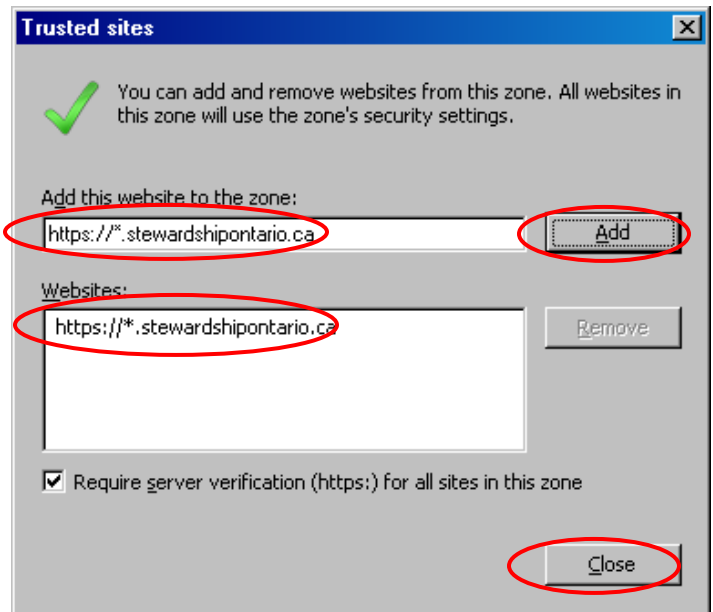 Trusted sites
You can add and remove websites from this zone. All websites in
this zone will use the zone's security settings.
Add this website to the zone:
https://*.stewardshipontario.ca
Add
Websites:
https://*.stewardshipontario.ca
Remove
Require server verification (https:) for all sites in this zone
Close